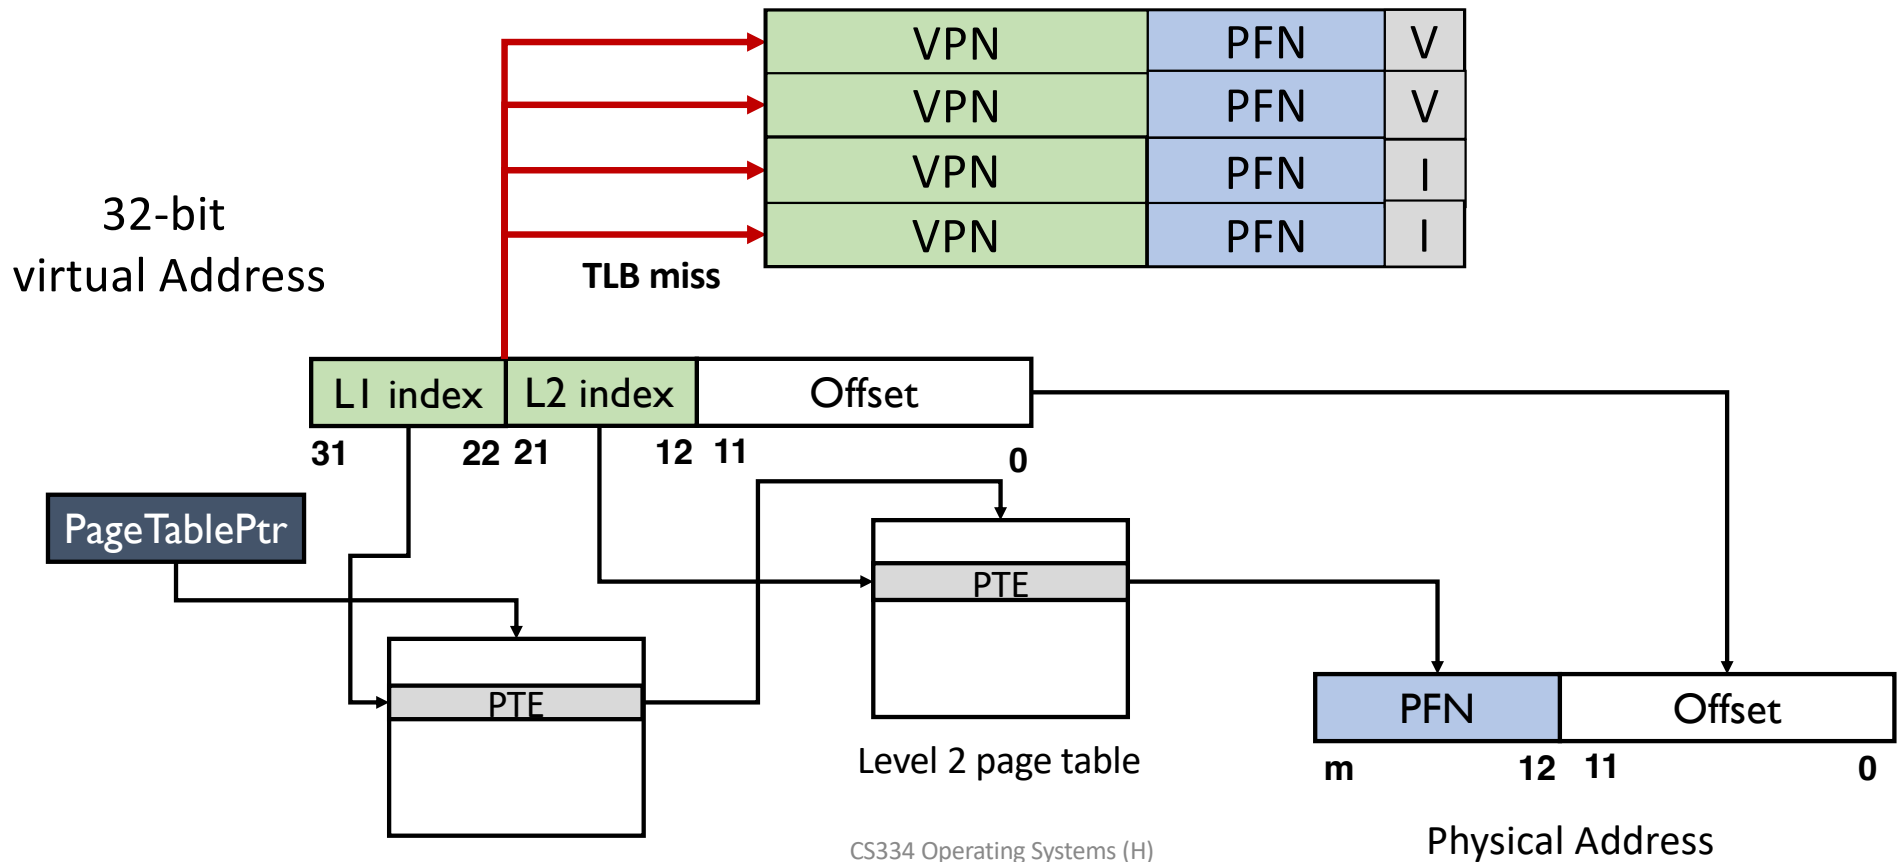 VPN PFN V
VPN PFN V
VPN PFN I
VPN PFN I
32-bit
virtual Address
TLB miss
L1 index L2 index Offset
31 22 21 12 11 0
PageTablePtr
PTE
PTE
Level 2 page table
PFN Offset
m 12 11 0
Physical Address
CS334 Operating Systems (H)